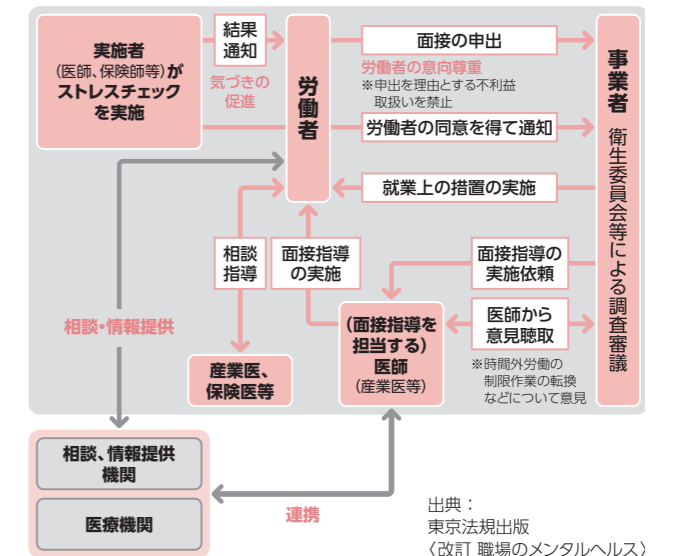 実施者
（医師、保険師等）が
ストレスチェック
を実施
結果
通知
気づきの
促進
労働者
面接の申出
労働者の意向尊重
※申出を理由とする不利益
取扱いを禁止
労働者の同意を得て通知
就業上の措置の実施
事業者 衛生委員会等による調査審議
相談
指導
面接指導
の実施
面接指導の
実施依頼
医師から
意見聴取
※時間外労働の
制限作業の転換
などについて意見
相談・情報提供
産業医、
保険医等
（面接指導を
担当する）
医師
（産業医等）
相談、情報提供
機関
医療機関
連携
出典：
東京法規出版
〈改訂 職場のメンタルヘルス〉